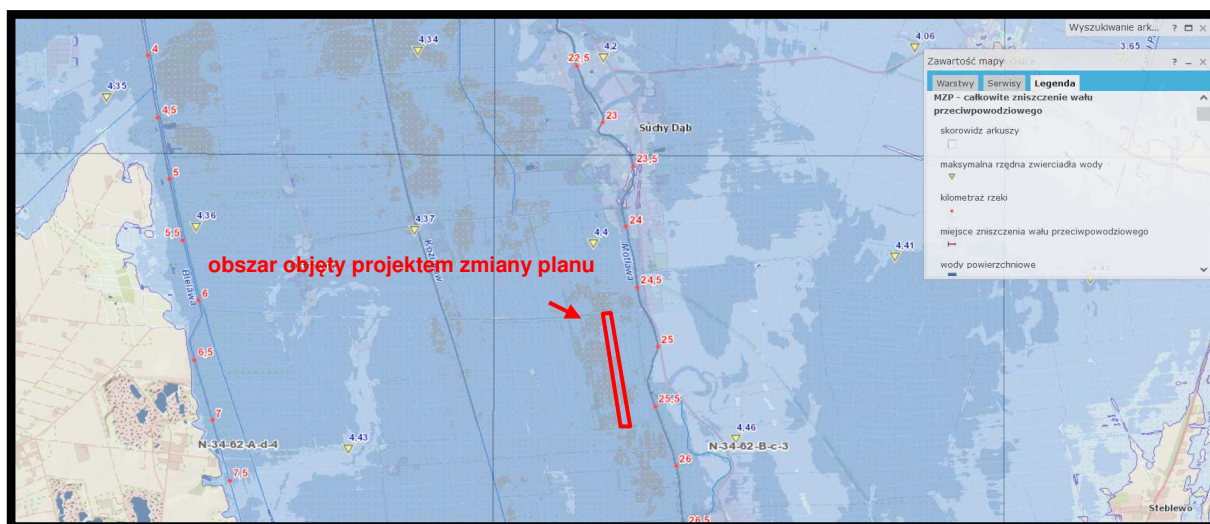 Wyszukiwanie ark...
Zawartość mapy
Warstwy Serwisy Legenda
MZP - całkowite zniszczenie wału
przeciwpowodziowego
skorowidz arkuszy
maksymalna rzędna zwierciadła wody
kilometraż rzeki
miejsce zniszczenia wału przeciwpowodziowego
wody powierzchniowe
4
4,34
22,5
4,2
4,06
3,65
4,35
4,5
23
Suchy Dąb
23,5
5
4,36
4,37
24
5,5
4,4
4,41
Motława
Bielawa
obszar objęty projektem zmiany planu
24,5
6
25
6,5
25,5
7
4,43
4,46
N-34-62-A-d-4
N-34-62-B-c-3
26
7,5
26,5
Steblewo